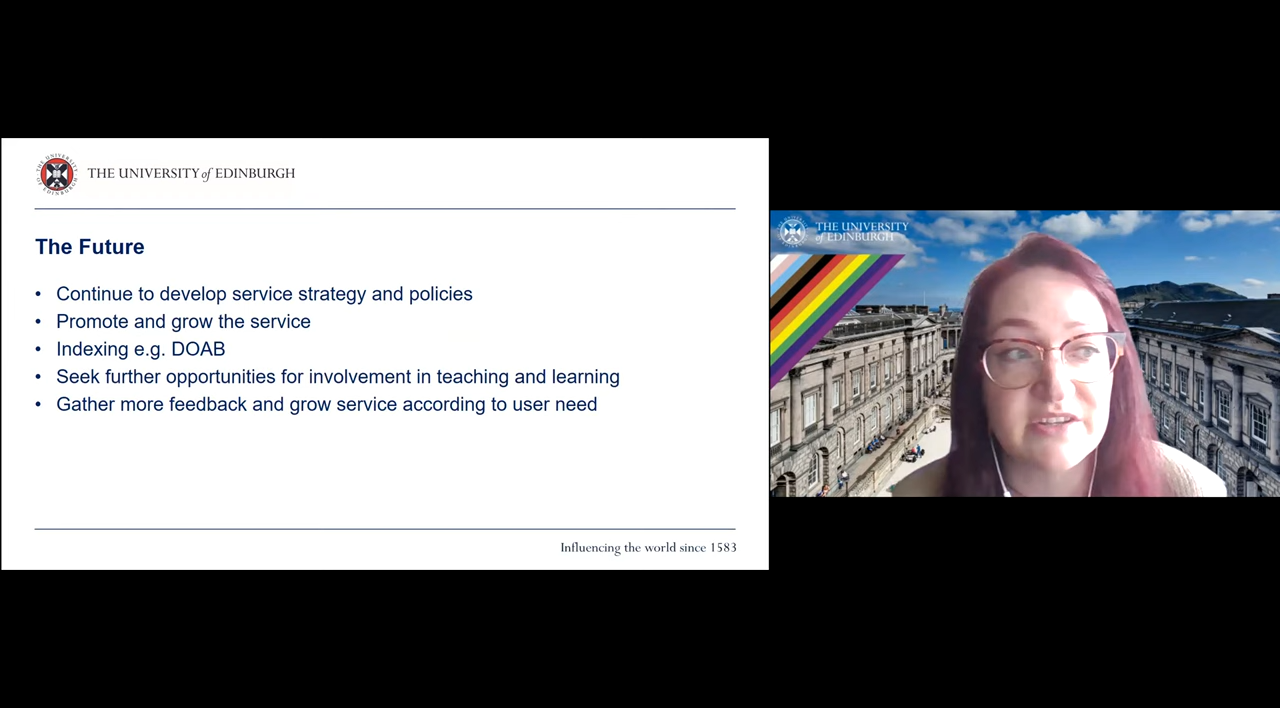 THE UNIVERSITY of EDINBURGH
The Future
• Continue to develop service strategy and policies
• Promote and grow the service
• Indexing e.g. DOAB
• Seek further opportunities for involvement in teaching and learning
• Gather more feedback and grow service according to user need
Influencing the world since 1583
THE UNIVERSITY
of EDINBURGH